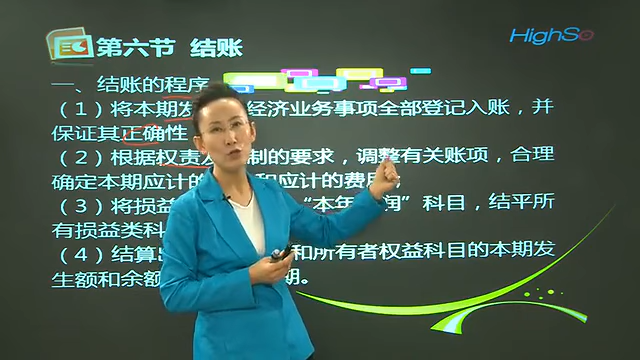 第六节 结账
HighSo
一、结账的程序
（1）将本期发 经济业务事项全部登记入账，并
保证其正确性
（2）根据权责发 制的要求，调整有关账项，合理
确定本期应计的 和应计的费用；
（3）将损益 “本年 润”科目，结平所
有损益类科
（4）结算出 和所有者权益科目的本期发
生额和余额 期。
HighSo